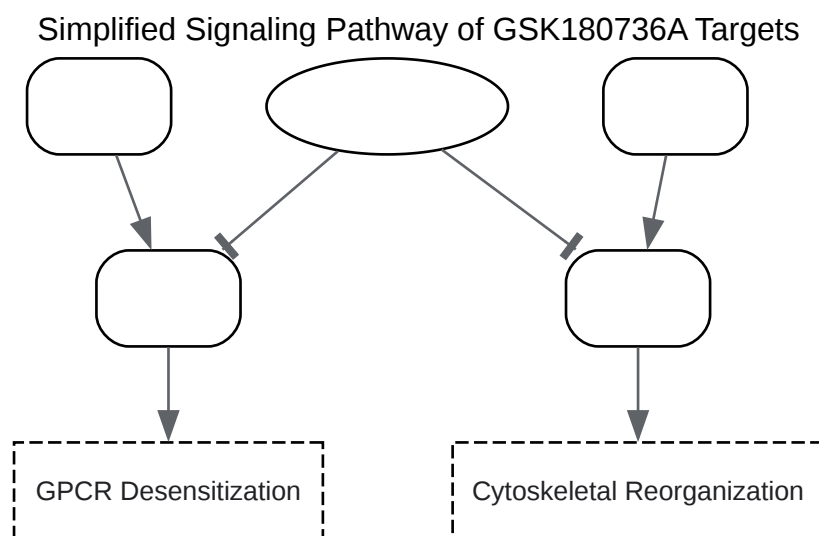 Simplified Signaling Pathway of GSK180736A Targets
GPCR Desensitization
Cytoskeletal Reorganization